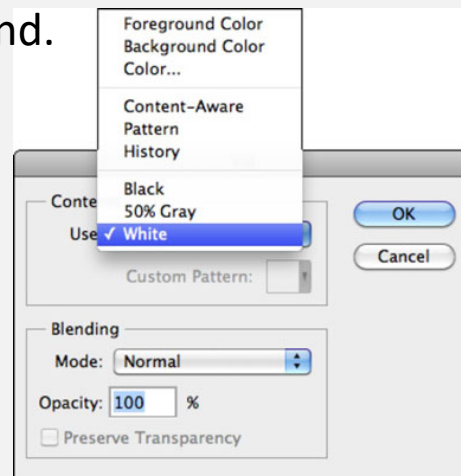 nd.
Foreground Color
Background Color
Color...
Content-Aware
Pattern
History
Black
50% Gray
✓ White
Conte
Use
OK
Cancel
Custom Pattern:
Blending
Mode: Normal
Opacity: 100 %
Preserve Transparency